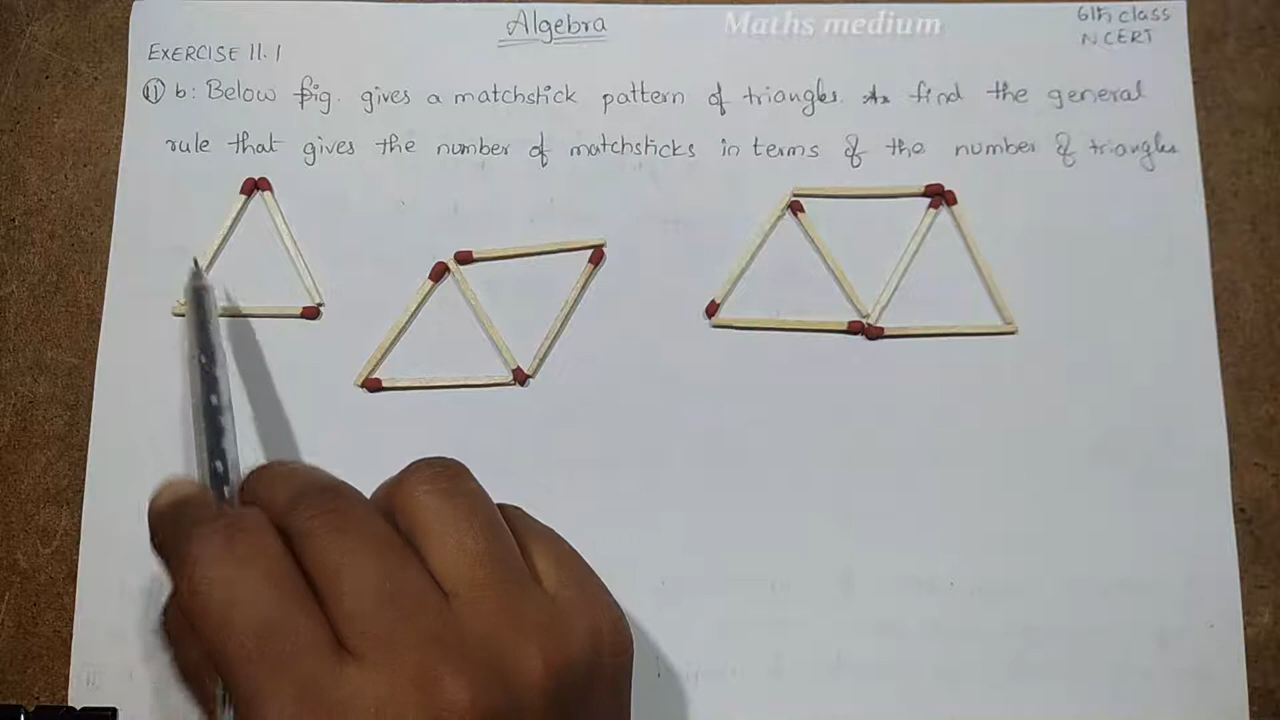 Algebra
Maths medium
6th class
NCERT
EXERCISE 11.1
11 b: Below fig. gives a matchstick pattern of triangles. find the general
rule that gives the number of matchsticks in terms of the number of triangles